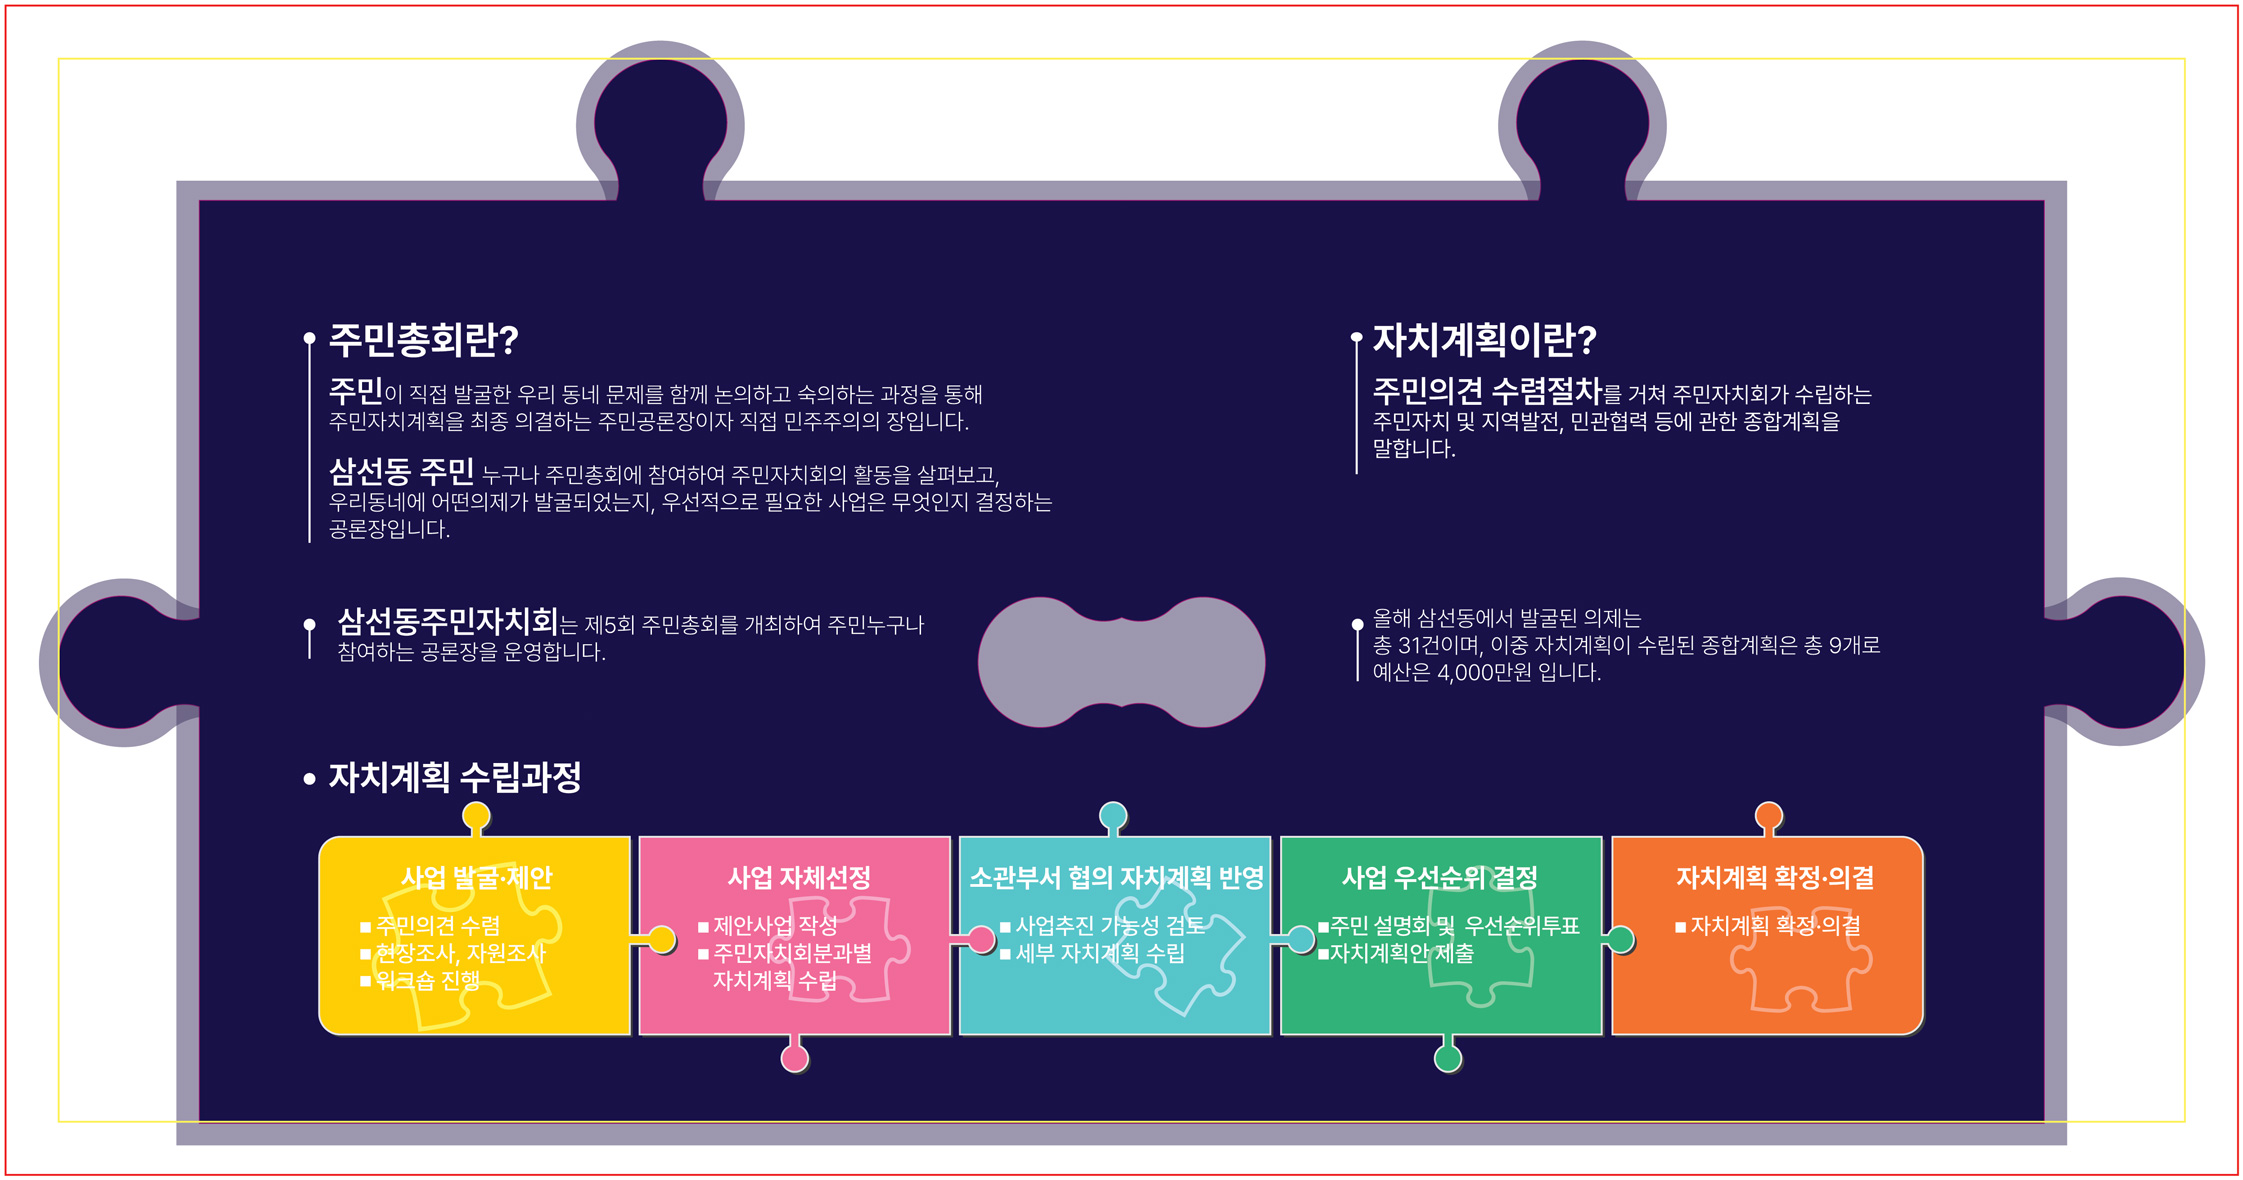 주민총회란?
주민이 직접 발굴한 우리 동네 문제를 함께 논의하고 숙의하는 과정을 통해
주민자치계획을 최종 의결하는 주민공론장이자 직접 민주주의의 장입니다.
삼선동 주민 누구나 주민총회에 참여하여 주민자치회의 활동을 살펴보고,
우리동네에 어떤의제가 발굴되었는지, 우선적으로 필요한 사업은 무엇인지 결정하는
공론장입니다.
삼선동주민자치회는 제5회 주민총회를 개최하여 주민누구나
참여하는 공론장을 운영합니다.
자치계획이란?
주민의견 수렴절차를 거쳐 주민자치회가 수립하는
주민자치 및 지역발전, 민관협력 등에 관한 종합계획을
말합니다.
올해 삼선동에서 발굴된 의제는
총 31건이며, 이중 자치계획이 수립된 종합계획은 총 9개로
예산은 4,000만원 입니다.
• 자치계획 수립과정
사업 발굴·제안
■ 주민의견 수렴
■ 현장조사, 자원조사
■ 워크숍 진행
사업 자체선정
■ 제안사업 작성
■ 주민자치회분과별
자치계획 수립
소관부서 협의 자치계획 반영
■ 사업추진 가능성 검토
■ 세부 자치계획 수립
사업 우선순위 결정
■주민 설명회 및 우선순위투표
■자치계획안 제출
자치계획 확정·의결
■ 자치계획 확정·의결